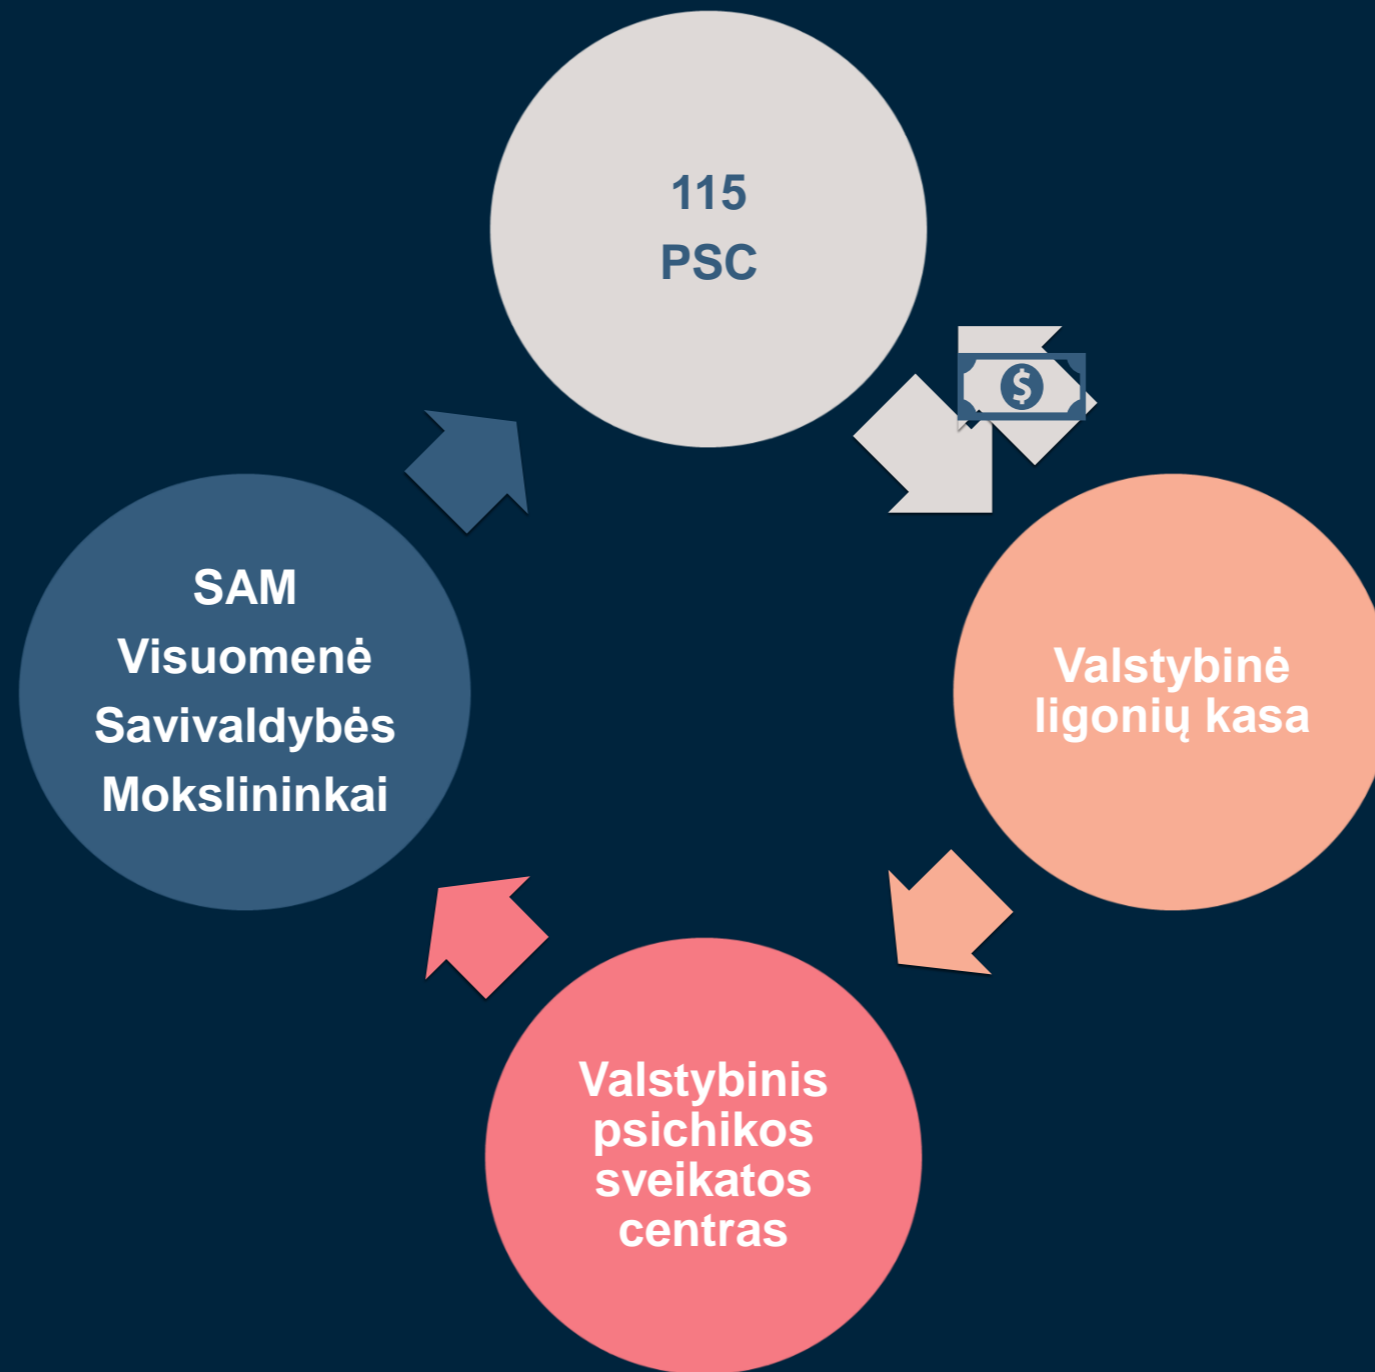 115
PSC
$
SAM
Visuomenė
Savivaldybės
Mokslininkai
Valstybinė
ligonių kasa
Valstybinis
psichikos
sveikatos
centras